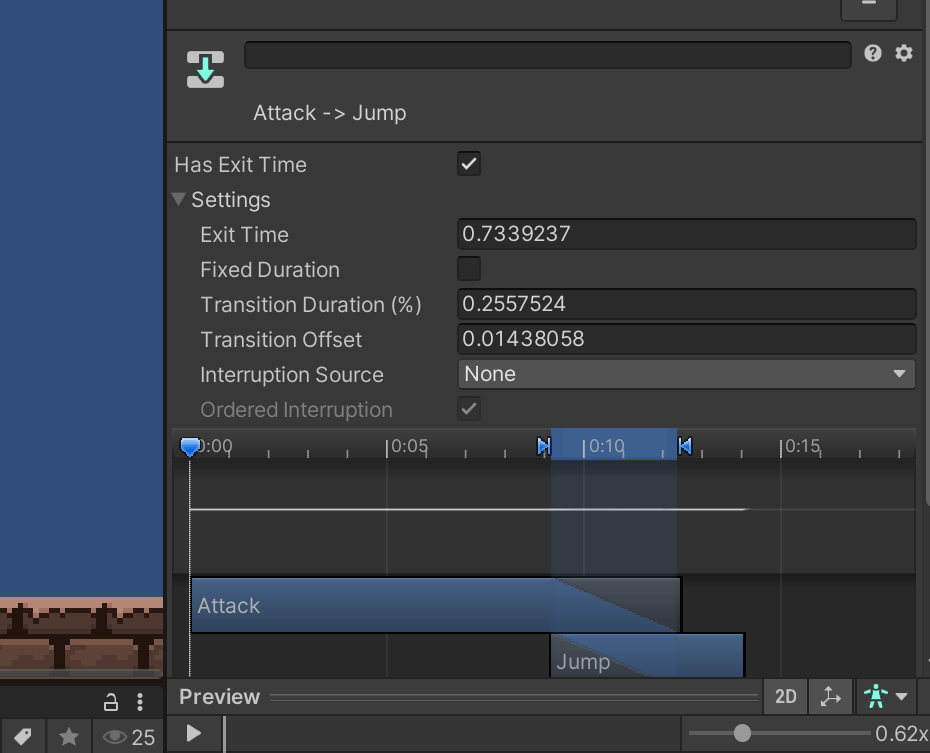 Attack -> Jump
Has Exit Time
Settings
Exit Time 0.7339237
Fixed Duration
Transition Duration (%) 0.2557524
Transition Offset 0.01438058
Interruption Source None
Ordered Interruption
0:00 0:05 0:10 0:15
Attack
Jump
Preview 2D
25 0.62x